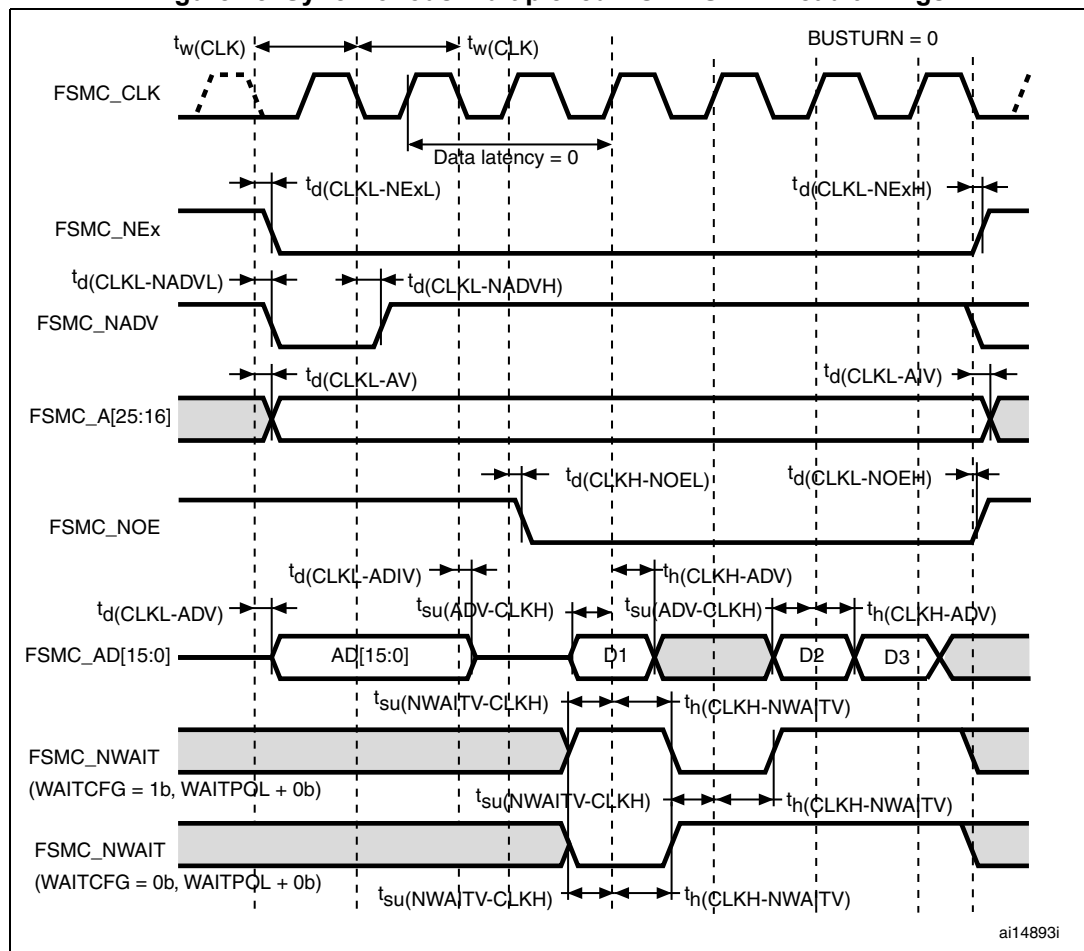 tw(CLK) tw(CLK) BUSTURN = 0
FSMC_CLK
Data latency = 0
td(CLKL-NExL) td(CLKL-NExH)
FSMC_NEx
td(CLKL-NADVL) td(CLKL-NADVH)
FSMC_NADV
td(CLKL-AV) td(CLKL-AIV)
FSMC_A[25:16]
td(CLKH-NOEL) td(CLKL-NOEH)
FSMC_NOE
td(CLKL-ADIV) th(CLKH-ADV)
td(CLKL-ADV) tsu(ADV-CLKH) tsu(ADV-CLKH) th(CLKH-ADV)
FSMC_AD[15:0] AD[15:0] D1 D2 D3
tsu(NWAITV-CLKH) th(CLKH-NWAITV)
FSMC_NWAIT
(WAITCFG = 1b, WAITPOL + 0b)
tsu(NWAITV-CLKH) th(CLKH-NWAITV)
FSMC_NWAIT
(WAITCFG = 0b, WAITPOL + 0b)
tsu(NWAITV-CLKH) th(CLKH-NWAITV)
ai14893i